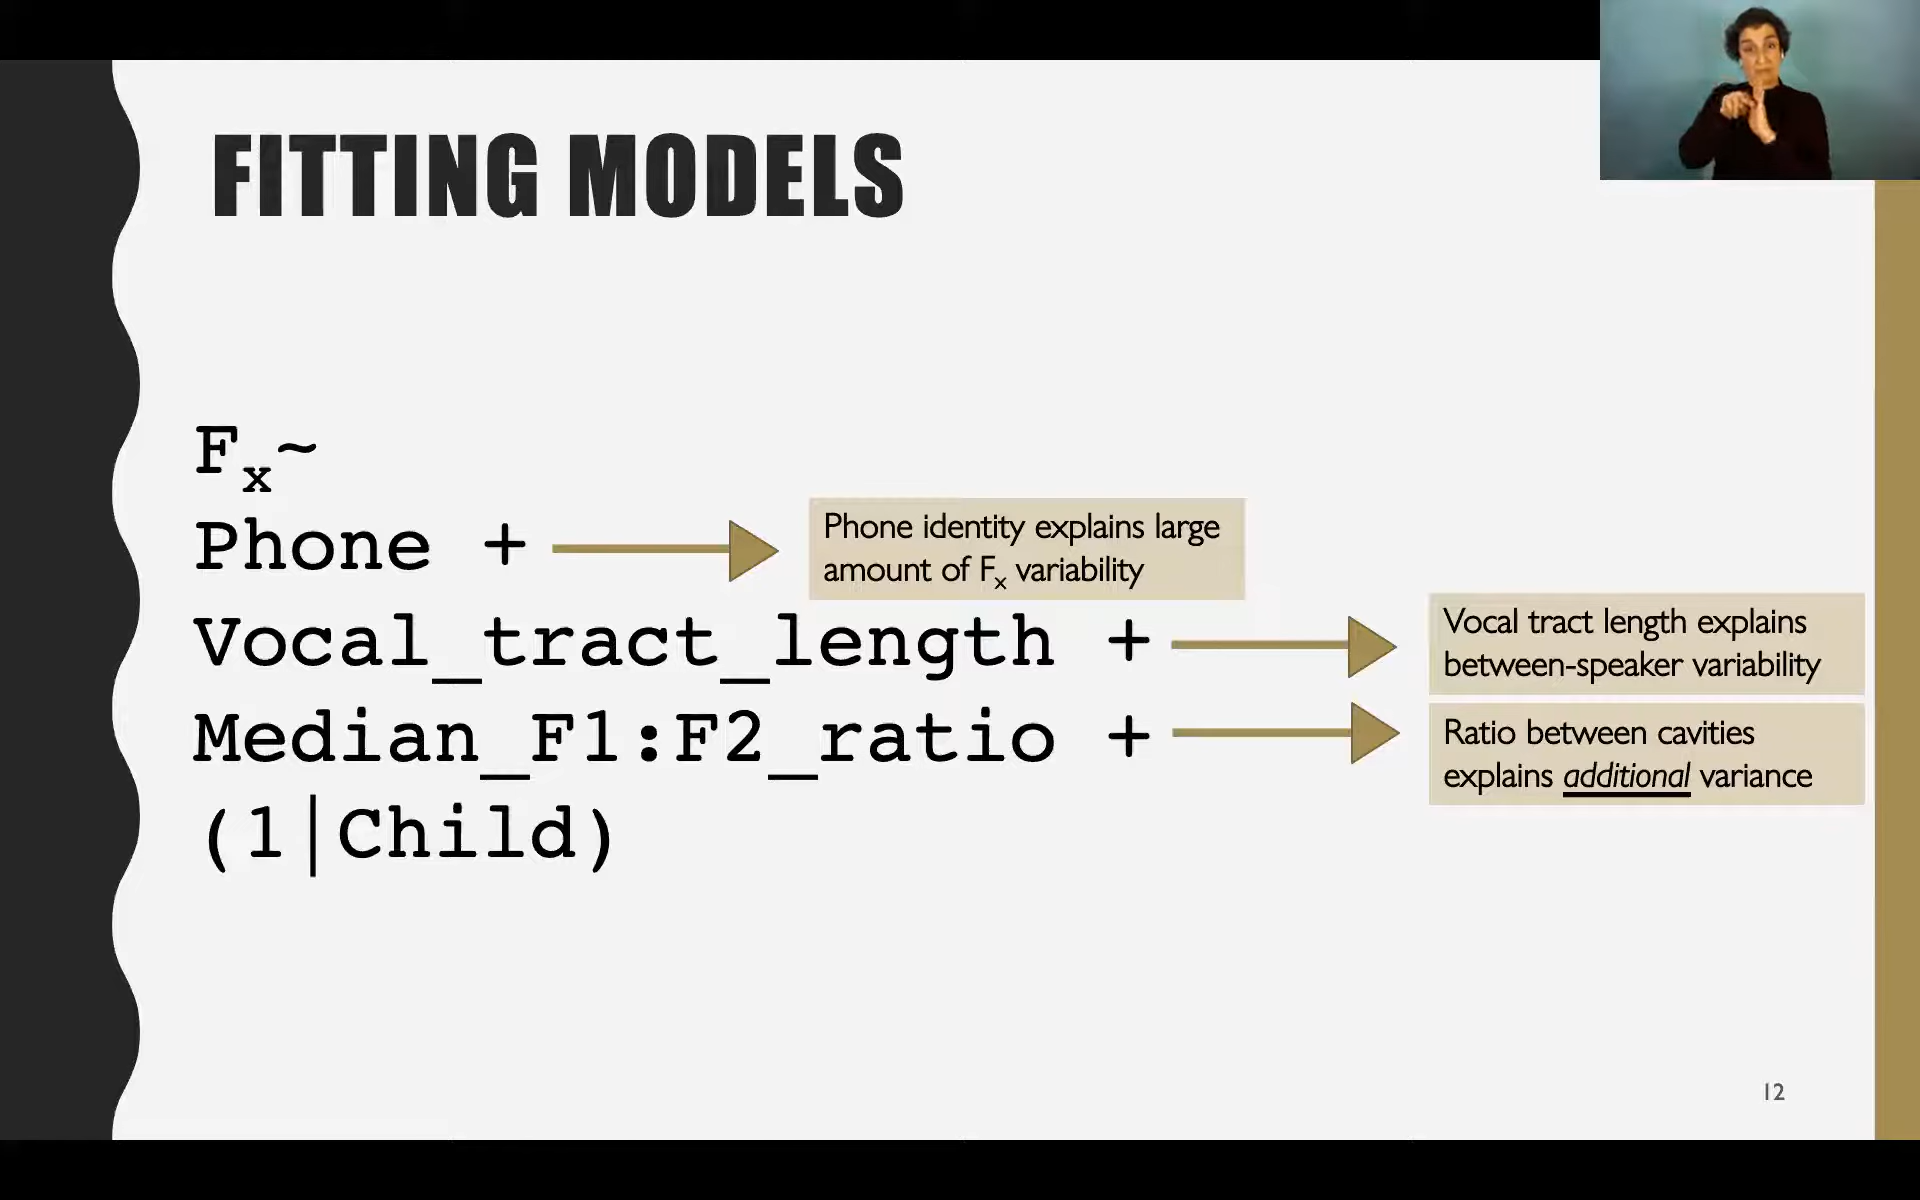 FITTING MODELS
Fₓ~
Phone +
Phone identity explains large
amount of Fₓ variability
Vocal_tract_length +
Vocal tract length explains
between-speaker variability
Median_F1:F2_ratio +
Ratio between cavities
explains additional variance
(1|Child)
12